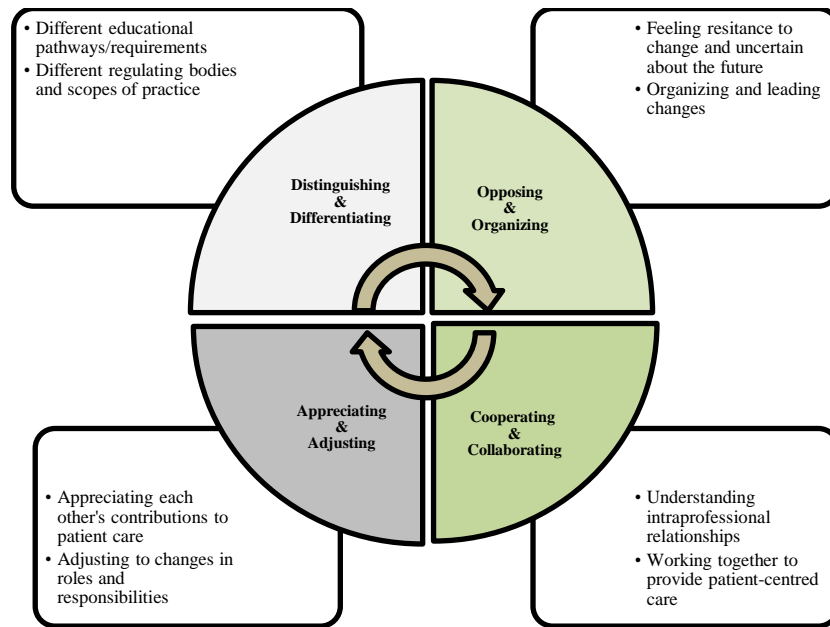 • Different educational
pathways/requirements
• Different regulating bodies
and scopes of practice
• Feeling resitance to
change and uncertain
about the future
• Organizing and leading
changes
Distinguishing
&
Differentiating
Opposing
&
Organizing
Appreciating
&
Adjusting
Cooperating
&
Collaborating
• Appreciating each
other's contributions to
patient care
• Adjusting to changes in
roles and
responsibilities
• Understanding
intraprofessional
relationships
• Working together to
provide patient-centred
care